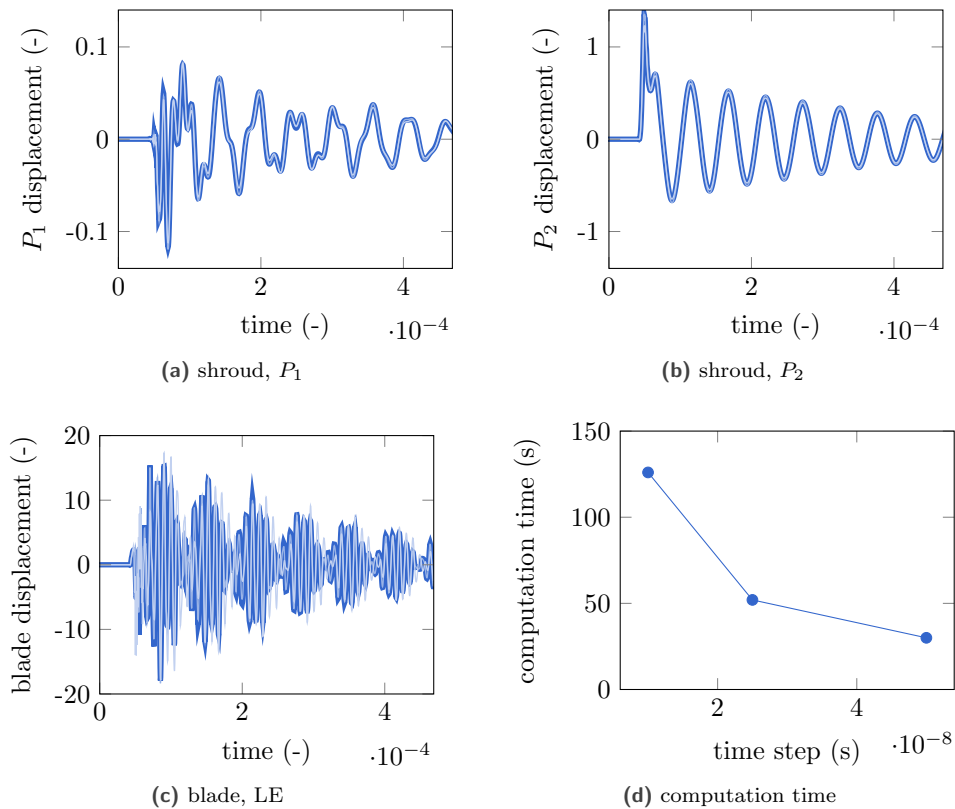 0.1
0
-0.1
P₁ displacement (-)
0 2 4
time (-)
·10⁻⁴
(a) shroud, P₁
1
0
-1
P₂ displacement (-)
0 2 4
time (-)
·10⁻⁴
(b) shroud, P₂
20
10
0
-10
-20
blade displacement (-)
0 2 4
time (-)
·10⁻⁴
(c) blade, LE
150
100
50
0
computation time (s)
2 4
time step (s)
·10⁻⁸
(d) computation time